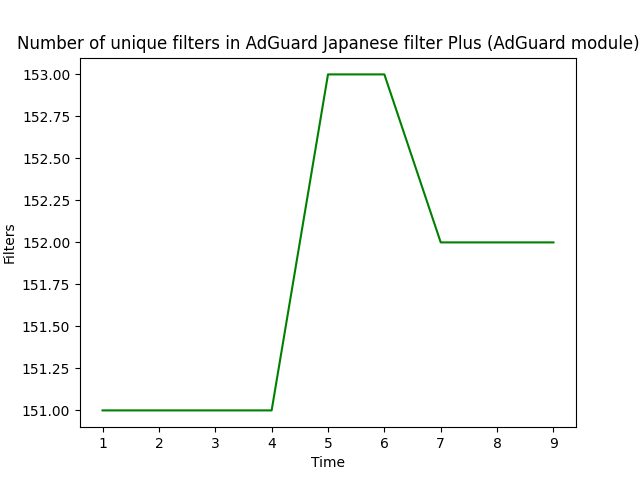 Number of unique filters in AdGuard Japanese filter Plus (AdGuard module)
153.00
152.75
152.50
152.25
152.00
151.75
151.50
151.25
151.00
Filters
1 2 3 4 5 6 7 8 9
Time